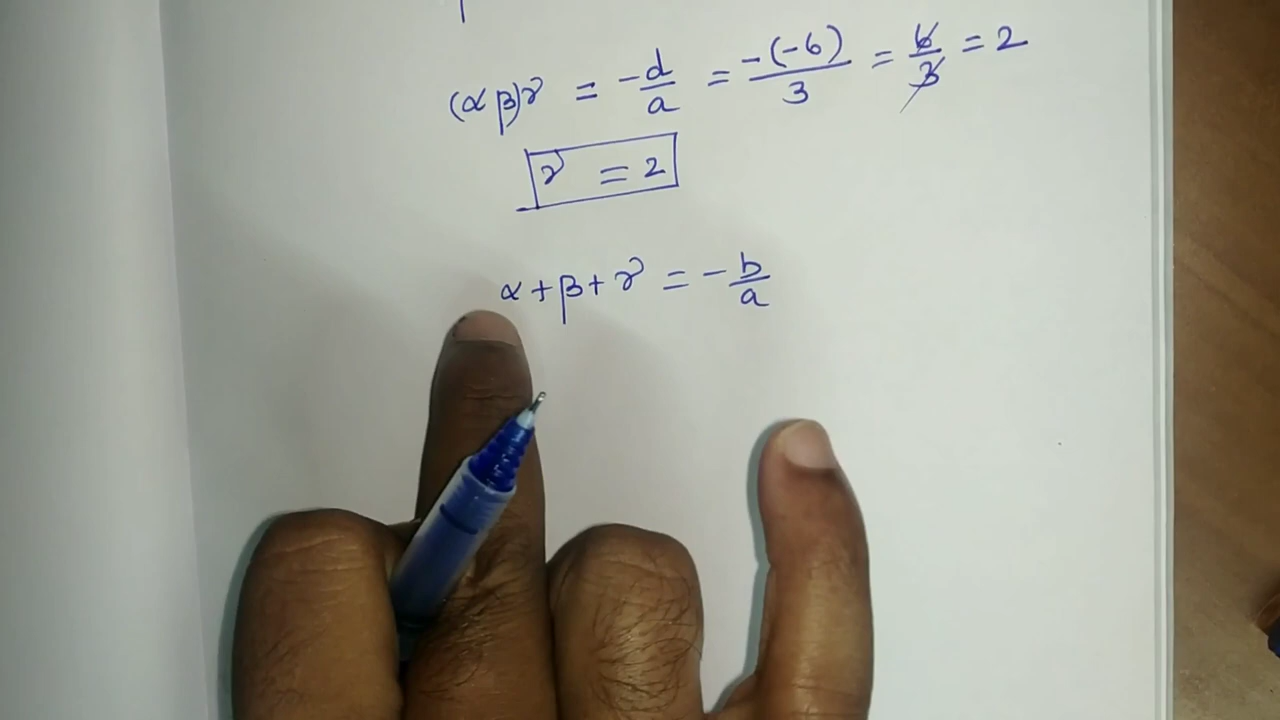 (αβ)γ = -d/a = -(-6)/3 = 6/3 = 2
γ = 2
α+β+γ = -b/a